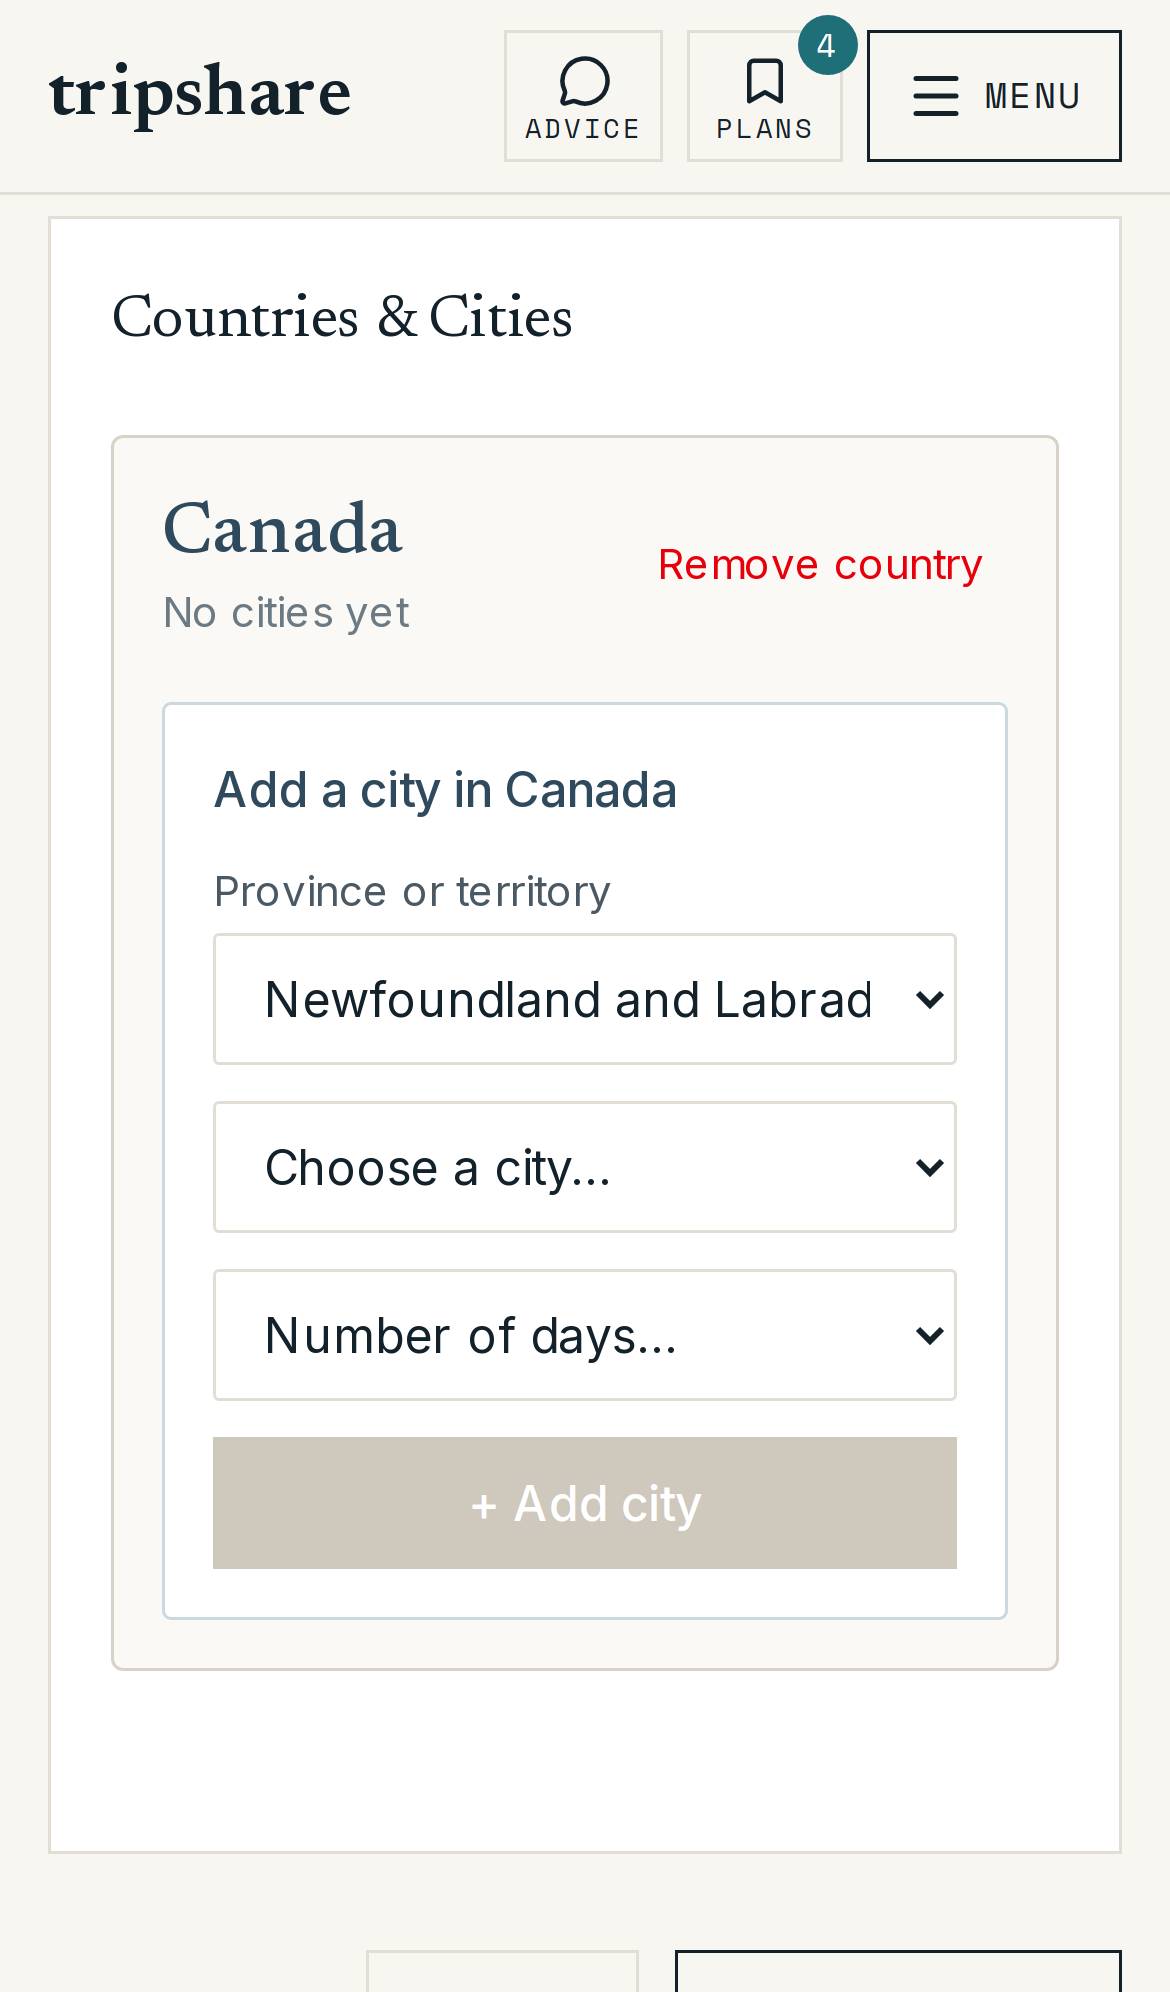 tripshare
ADVICE
PLANS
4
MENU
Countries & Cities
Canada
Remove country
No cities yet
Add a city in Canada
Province or territory
Newfoundland and Labrad
Choose a city...
Number of days...
+ Add city